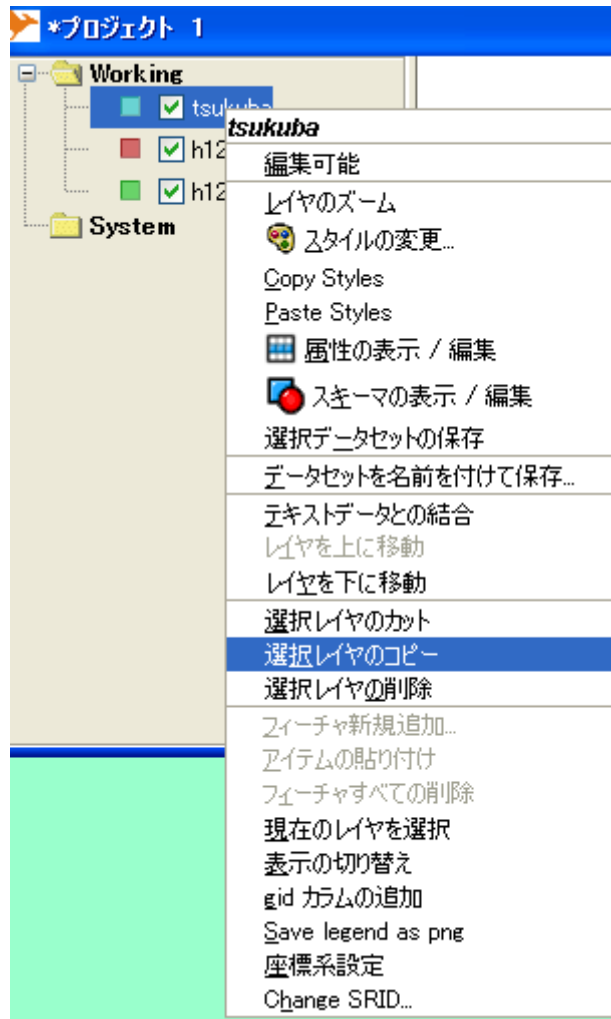 *プロジェクト 1
Working
tsukuba
h12
h12
System
tsukuba
編集可能
レイヤのズーム
スタイルの変更...
Copy Styles
Paste Styles
属性の表示 / 編集
スキーマの表示 / 編集
選択データセットの保存
データセットを名前を付けて保存...
テキストデータとの結合
レイヤを上に移動
レイヤを下に移動
選択レイヤのカット
選択レイヤのコピー
選択レイヤの削除
フィーチャ新規追加...
アイテムの貼り付け
フィーチャすべての削除
現在のレイヤを選択
表示の切り替え
gid カラムの追加
Save legend as png
座標系設定
Change SRID...